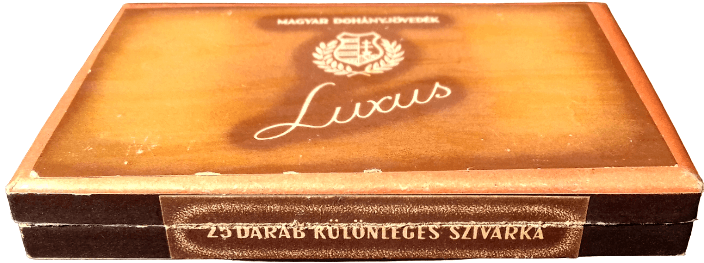 MAGYAR DOHÁNYJÖVEDÉK
Luxus
25 DARAB KÜLÖNLEGES SZIVARKA